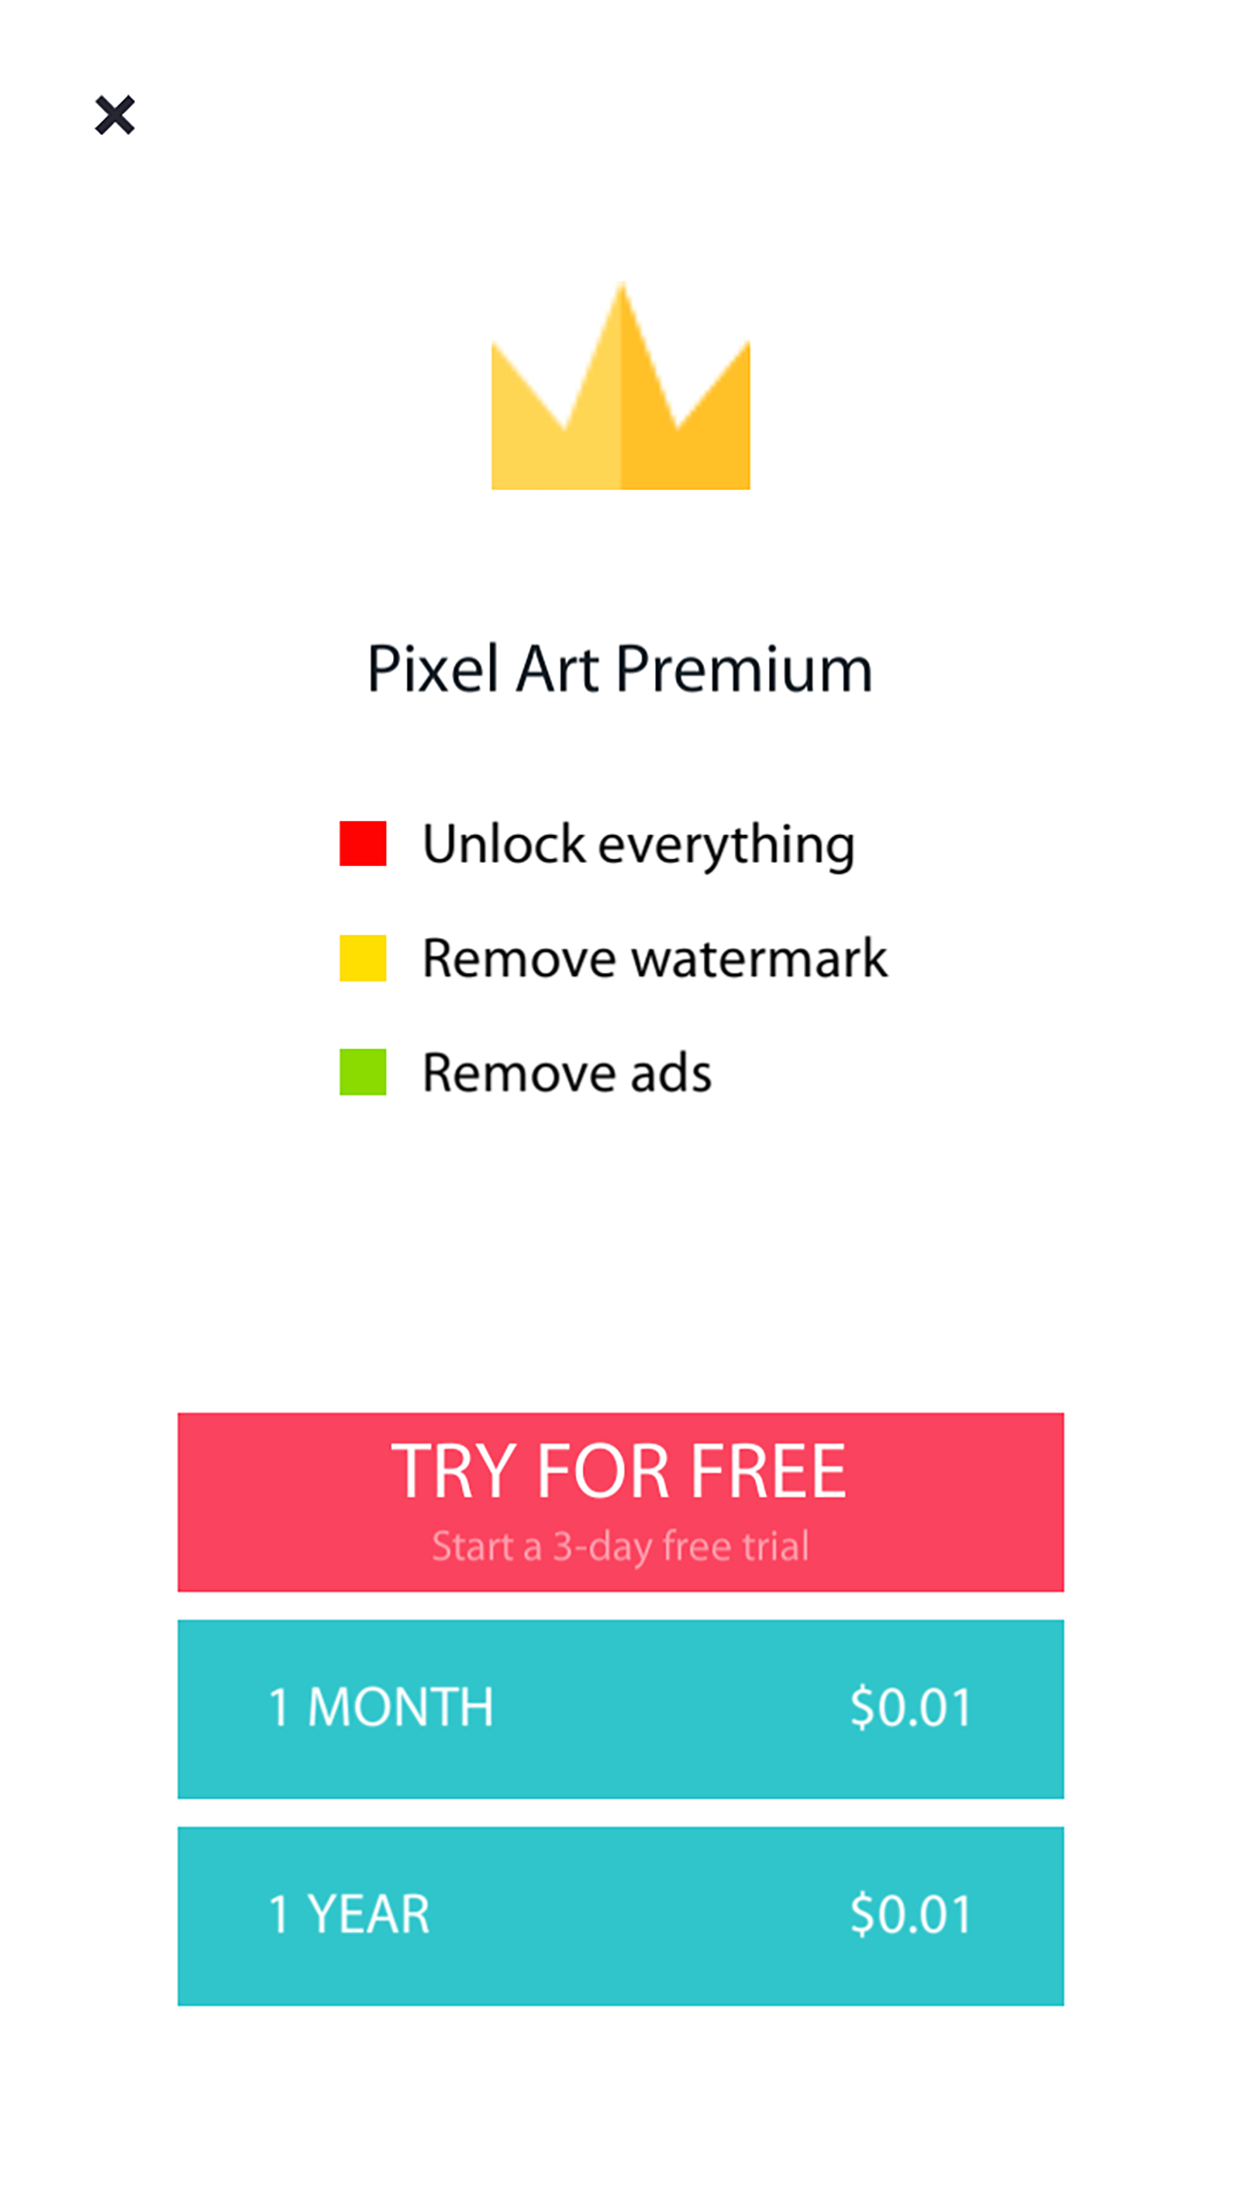 Pixel Art Premium
Unlock everything
Remove watermark
Remove ads
TRY FOR FREE
Start a 3-day free trial
1 MONTH $0.01
1 YEAR $0.01